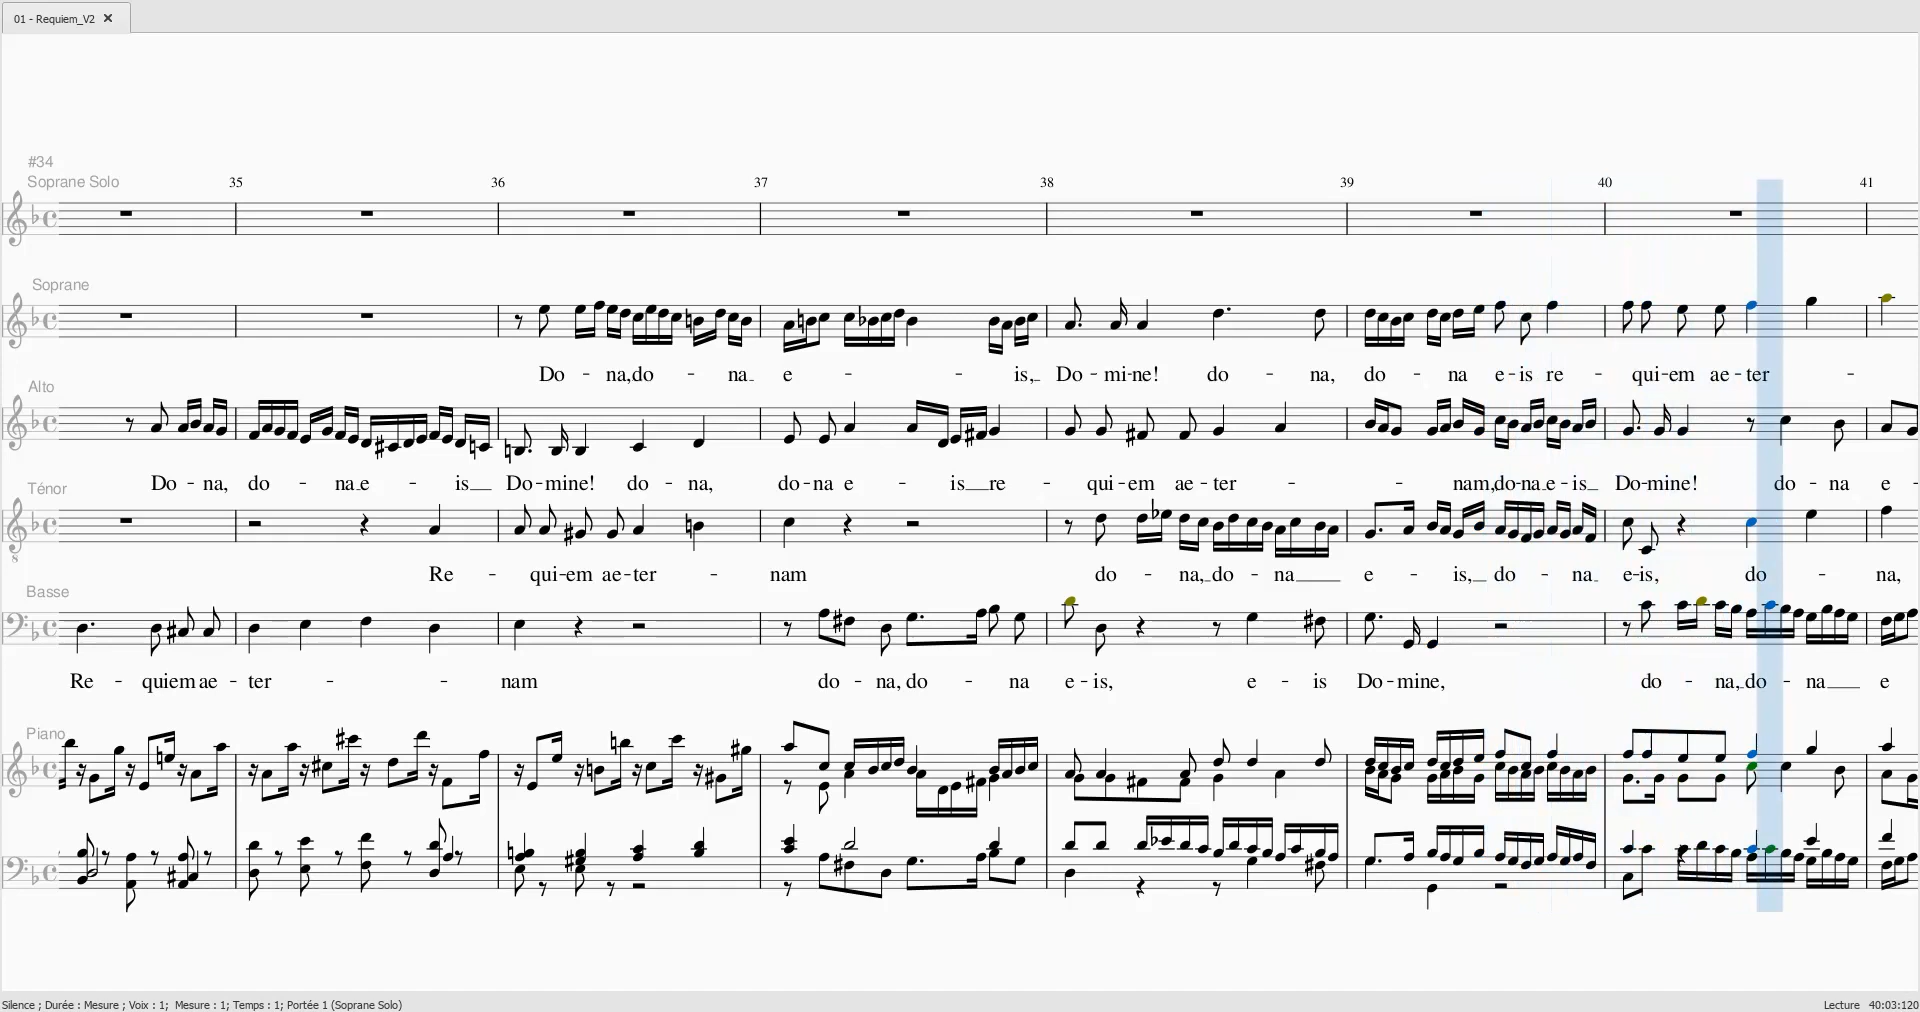 01 - Requiem_V2 ×
#34
Soprane Solo 35 36 37 38 39 40 41
Soprane
Do - na, do - na e - is, Do - mi - ne! do - na, do - na e - is re - qui - em ae - ter -
Alto
Do - na, do - na e - is Do - mine! do - na, do - na e - is re - qui - em ae - ter - nam, do - na e - is Do - mine! do - na e -
Ténor
Re - qui - em ae - ter - nam do - na, do - na e - is, do - na e - is, do - na,
Basse
Re - quiem ae - ter - nam do - na, do - na e - is, e - is Do - mine, do - na, do - na e
Piano
Silence ; Durée : Mesure ; Voix : 1; Mesure : 1; Temps : 1; Portée 1 (Soprane Solo) Lecture 40:03:120